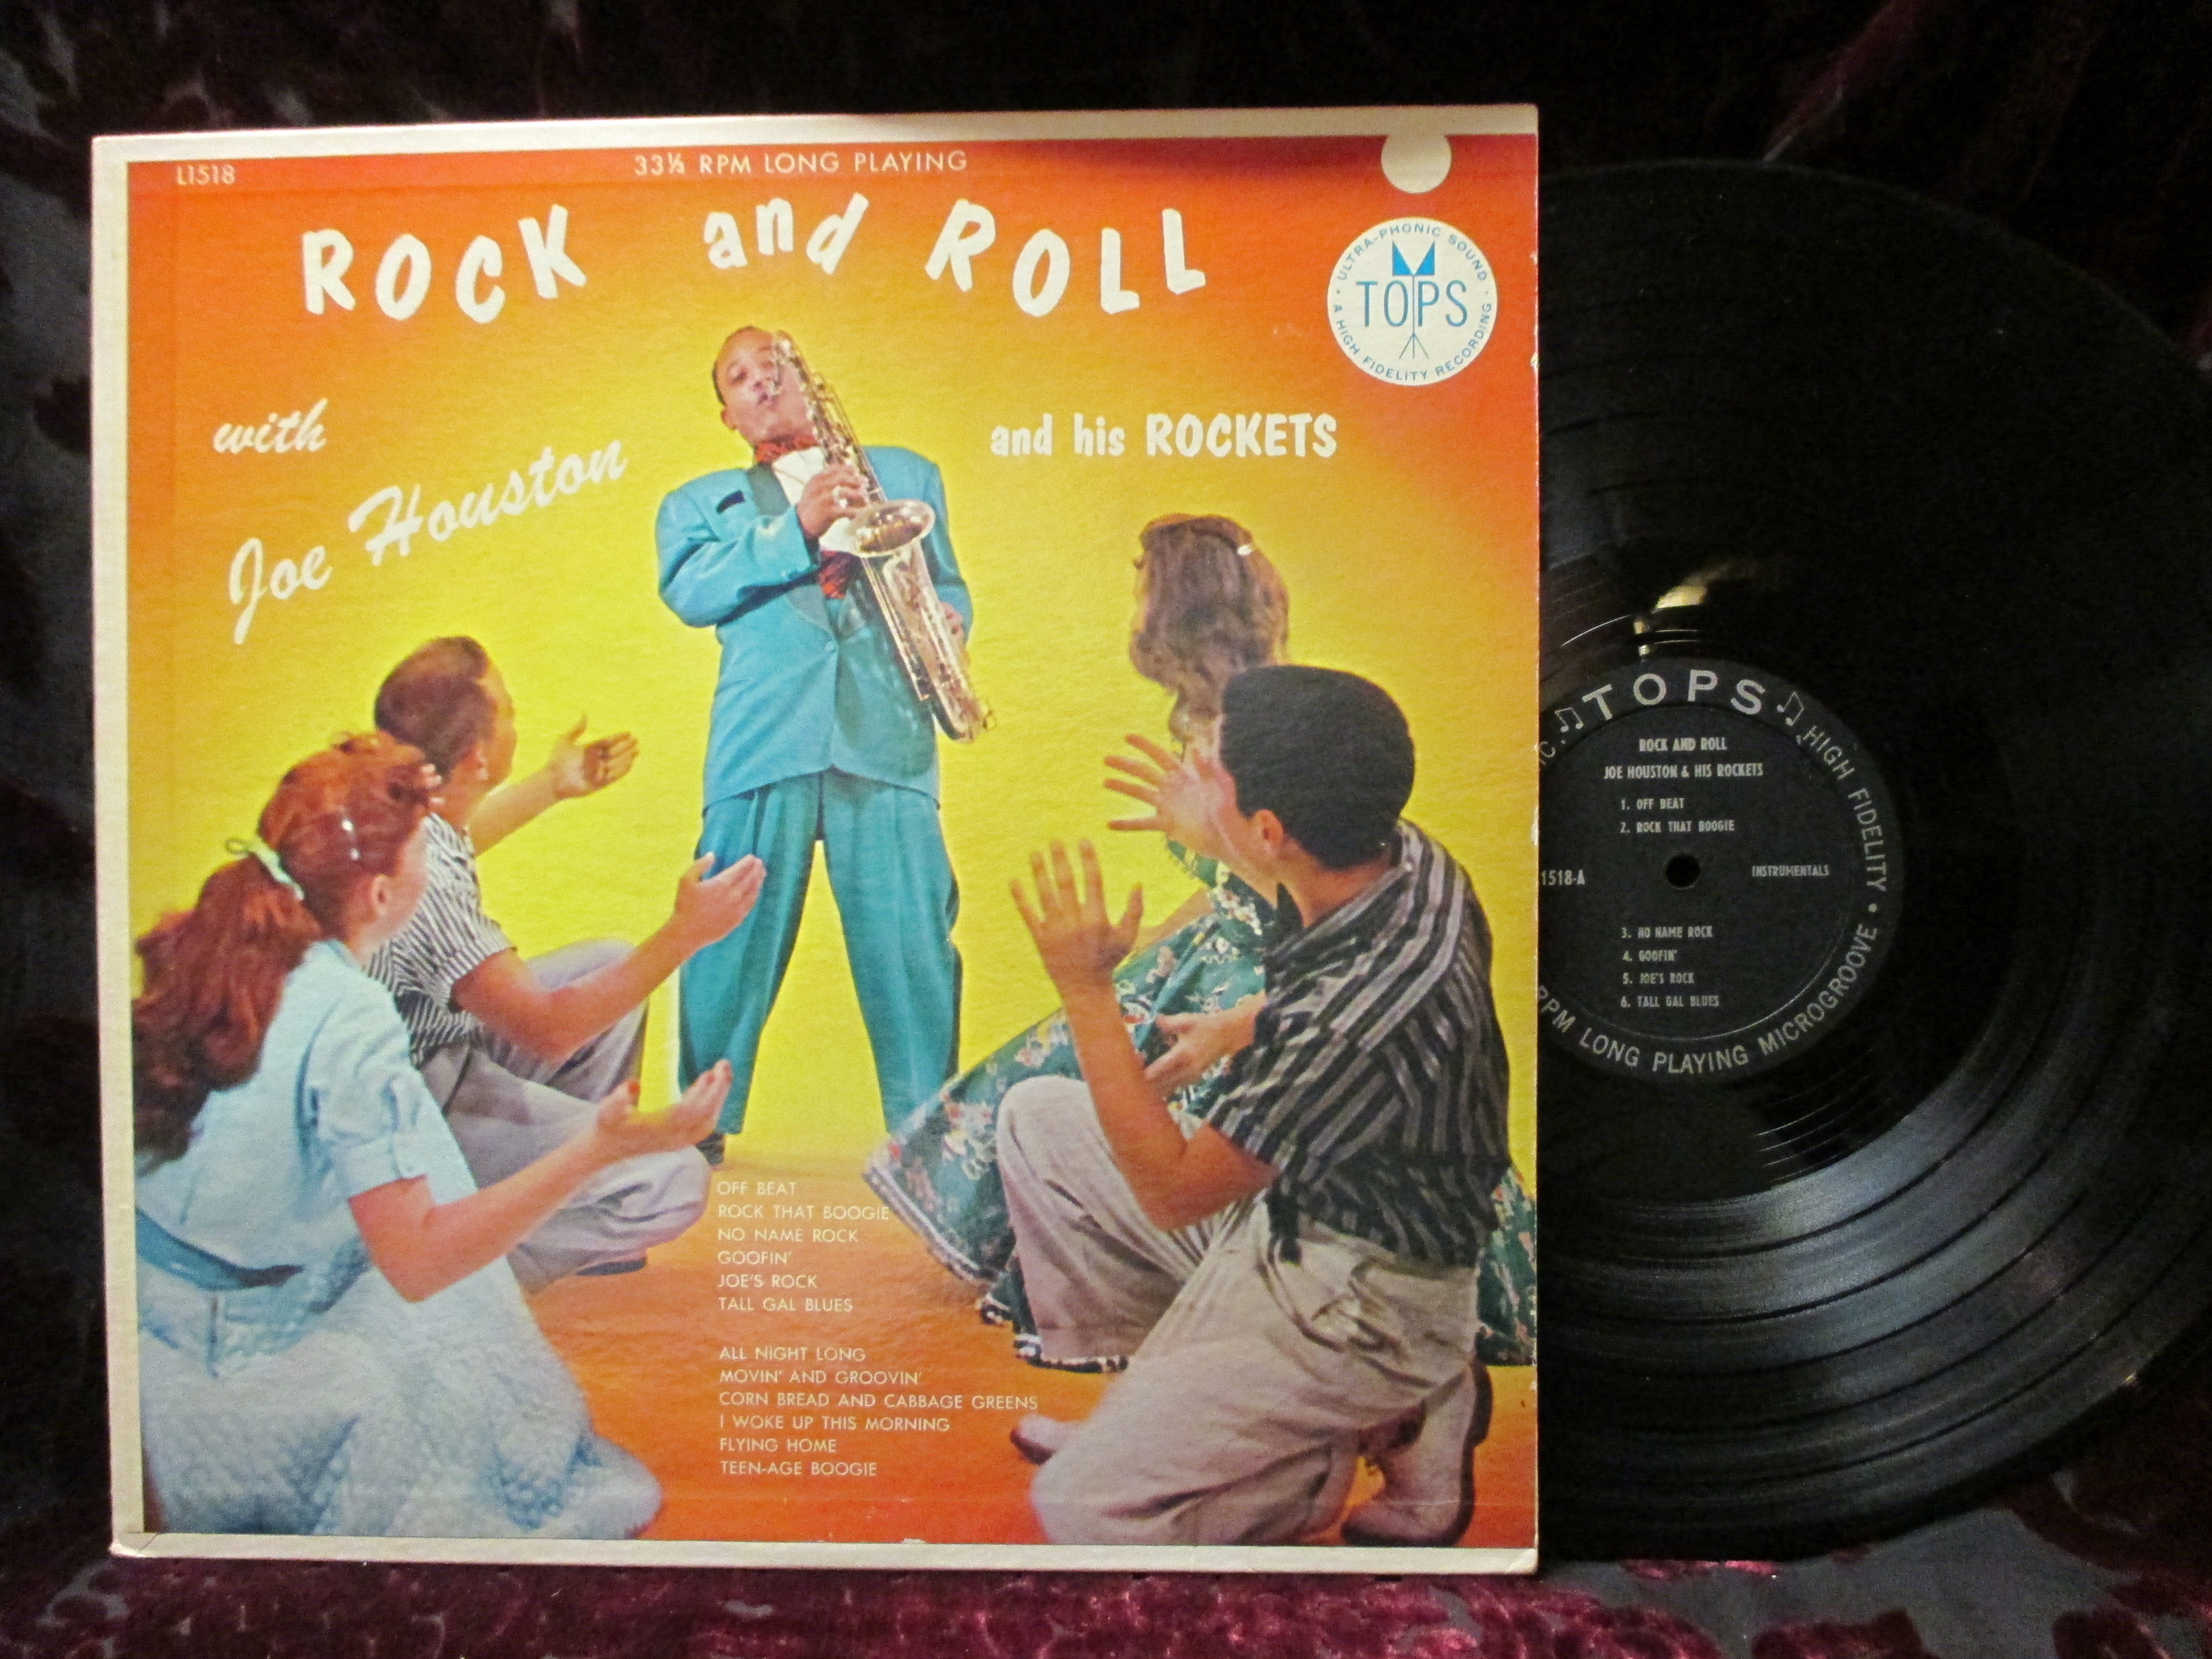 L1518
33⅓ RPM LONG PLAYING
ROCK and ROLL
• ULTRA-PHONIC SOUND •
TOPS
A HIGH FIDELITY RECORDING
with
Joe Houston
and his ROCKETS
OFF BEAT
ROCK THAT BOOGIE
NO NAME ROCK
GOOFIN'
JOE'S ROCK
TALL GAL BLUES
ALL NIGHT LONG
MOVIN' AND GROOVIN'
CORN BREAD AND CABBAGE GREENS
I WOKE UP THIS MORNING
FLYING HOME
TEEN-AGE BOOGIE
♫ TOPS ♫
HIGH FIDELITY •
RPM LONG PLAYING MICROGROOVE
ROCK AND ROLL
JOE HOUSTON & HIS ROCKETS
1. OFF BEAT
2. ROCK THAT BOOGIE
1518-A
INSTRUMENTALS
3. NO NAME ROCK
4. GOOFIN'
5. JOE'S ROCK
6. TALL GAL BLUES